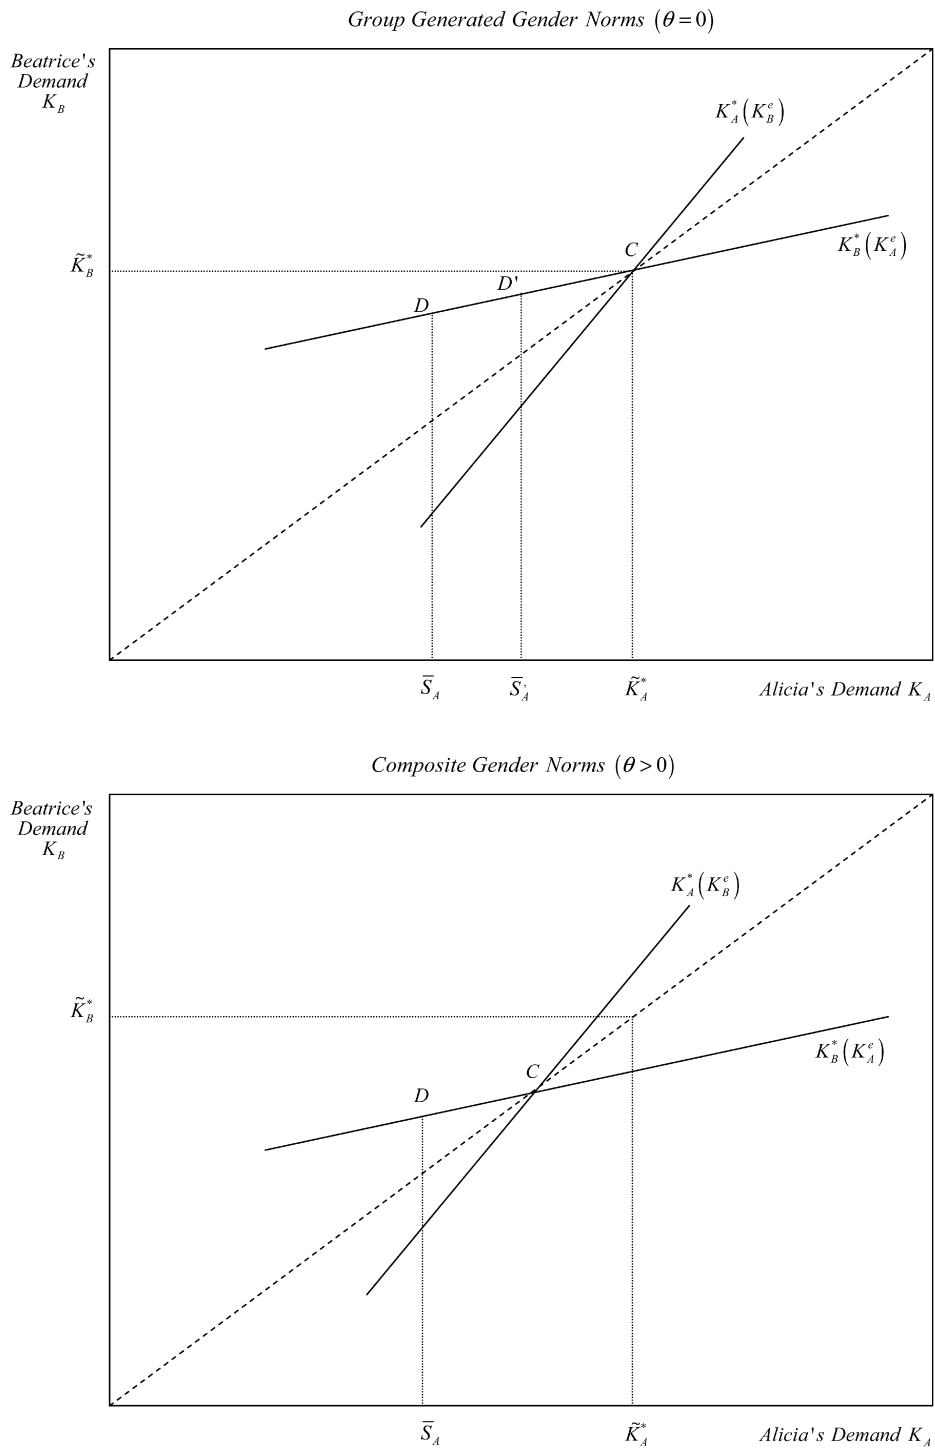 Group Generated Gender Norms (θ=0)
Beatrice's
Demand
K_B
K_A^*(K_B^e)
K_B^*(K_A^e)
C
K̃_B^*
D'
D
S̅_A
S̅_A'
K̃_A^*
Alicia's Demand K_A
Composite Gender Norms (θ>0)
Beatrice's
Demand
K_B
K_A^*(K_B^e)
K̃_B^*
K_B^*(K_A^e)
C
D
S̅_A
K̃_A^*
Alicia's Demand K_A